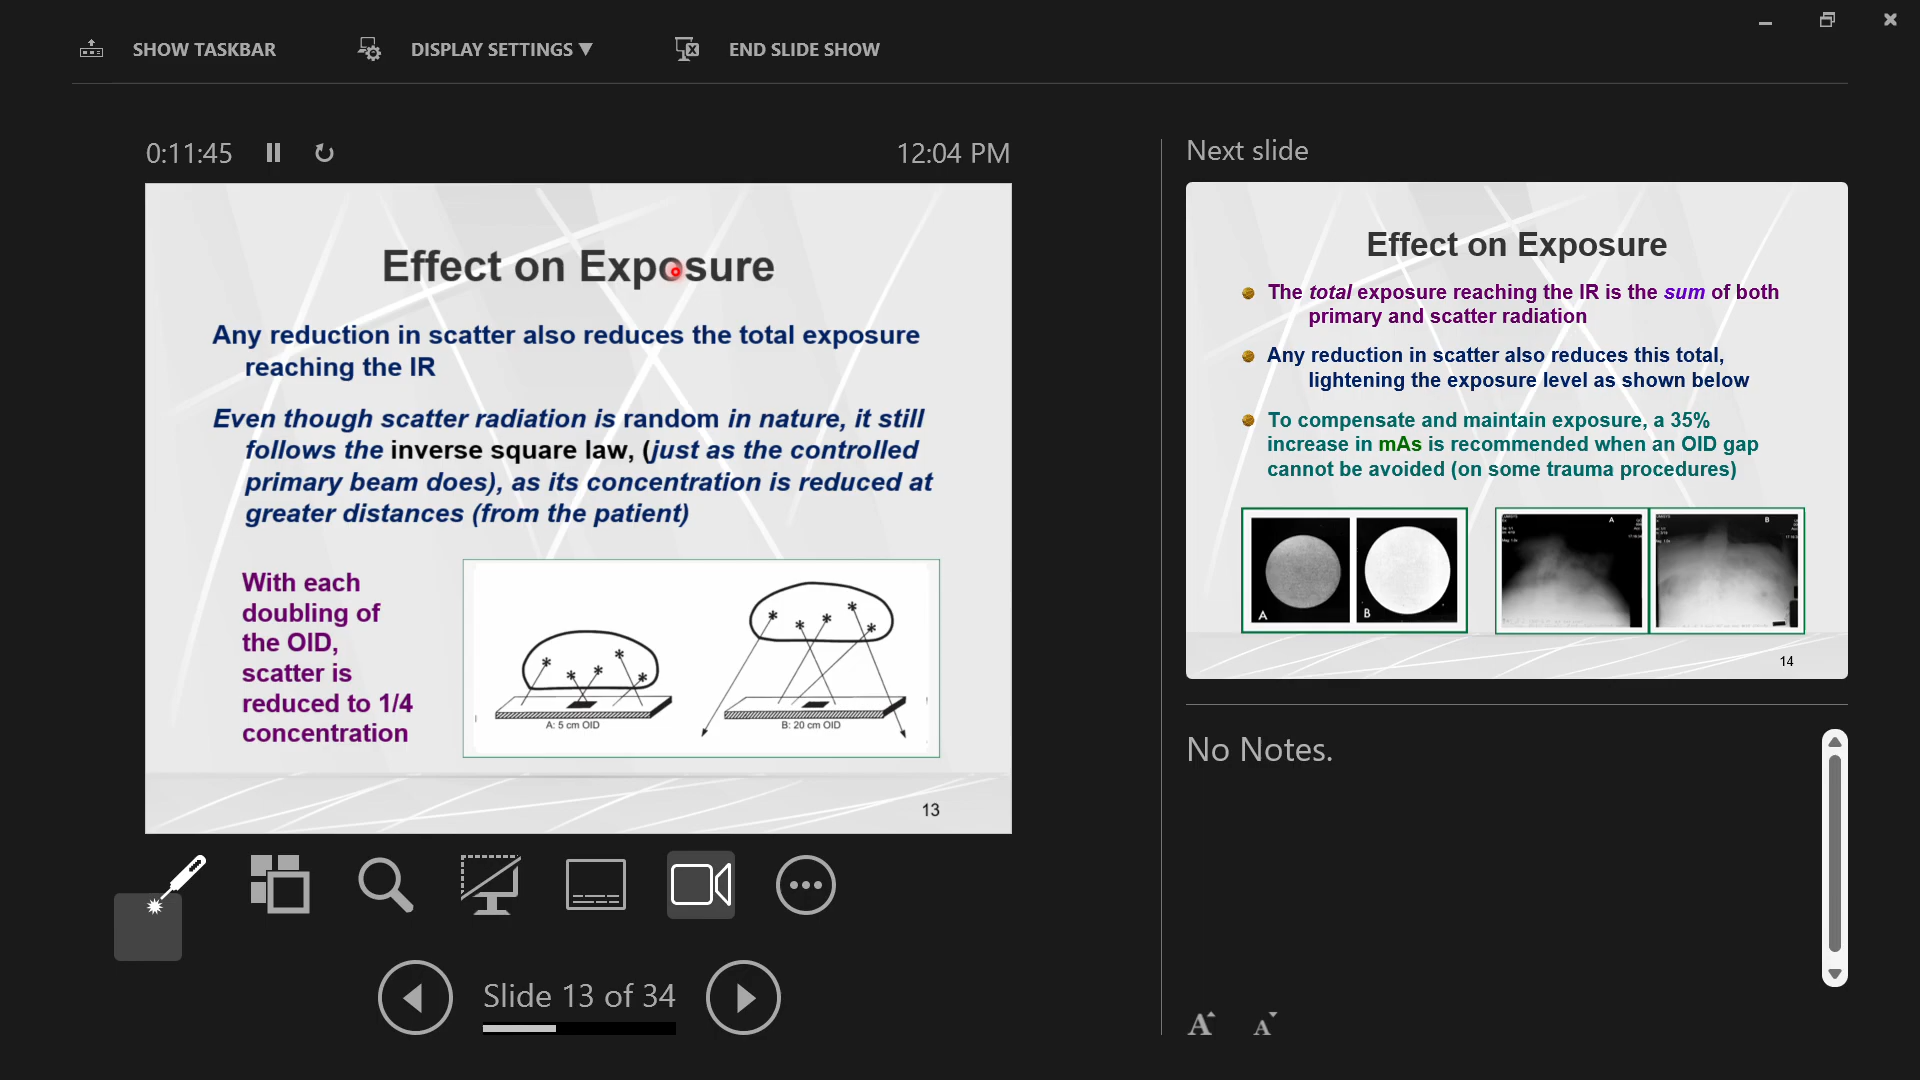 SHOW TASKBAR
DISPLAY SETTINGS ▼
END SLIDE SHOW
0:11:45
12:04 PM
Effect on Exposure
Any reduction in scatter also reduces the total exposure
reaching the IR
Even though scatter radiation is random in nature, it still
follows the inverse square law, (just as the controlled
primary beam does), as its concentration is reduced at
greater distances (from the patient)
With each
doubling of
the OID,
scatter is
reduced to 1/4
concentration
A: 5 cm OID
B: 20 cm OID
13
Slide 13 of 34
Next slide
Effect on Exposure
The total exposure reaching the IR is the sum of both
primary and scatter radiation
Any reduction in scatter also reduces this total,
lightening the exposure level as shown below
To compensate and maintain exposure, a 35%
increase in mAs is recommended when an OID gap
cannot be avoided (on some trauma procedures)
A
B
A
B
14
No Notes.
A
A